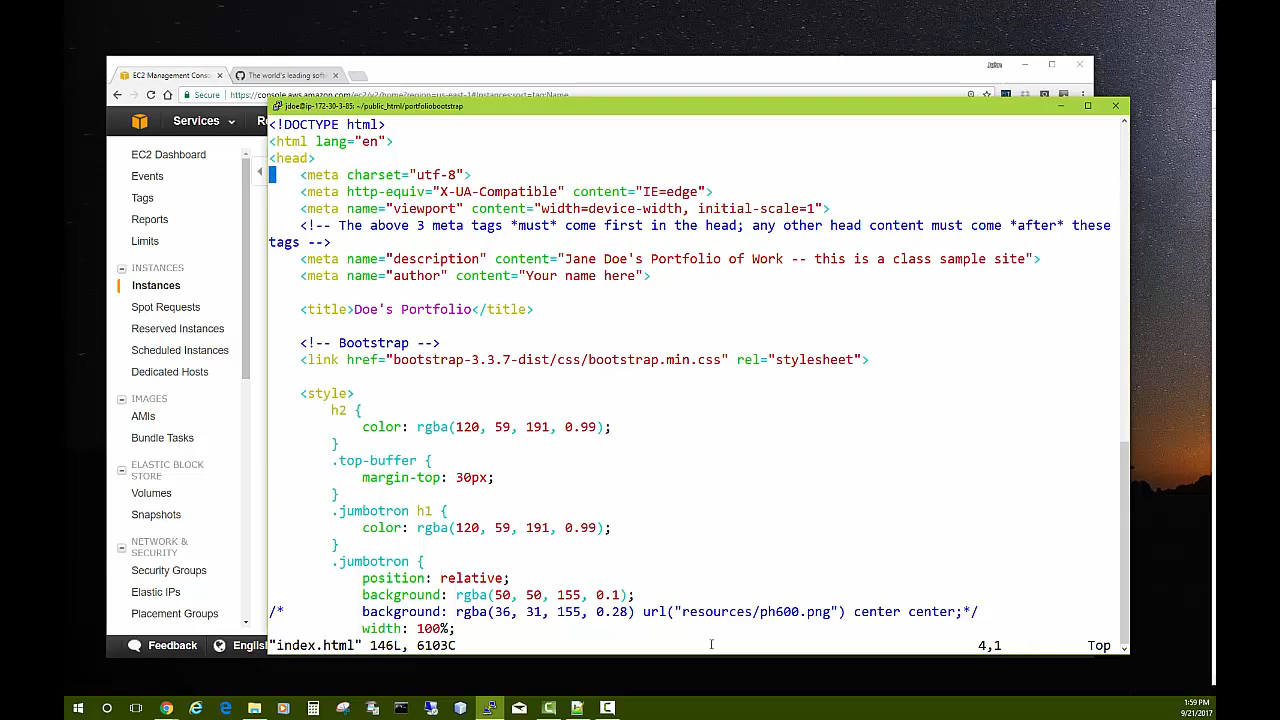 EC2 Management Conso
The world's leading soft
Secure
https://console.aws.amazon.com/ec2/v2/home?region=us-east-1#Instances:sort=tag:Name
jdoe@ip-172-30-3-85: ~/public_html/portfoliobootstrap
Services
EC2 Dashboard
Events
Tags
Reports
Limits
INSTANCES
Instances
Spot Requests
Reserved Instances
Scheduled Instances
Dedicated Hosts
IMAGES
AMIs
Bundle Tasks
ELASTIC BLOCK
STORE
Volumes
Snapshots
NETWORK &
SECURITY
Security Groups
Elastic IPs
Placement Groups
Feedback
English
<!DOCTYPE html>
<html lang="en">
<head>
<meta charset="utf-8">
<meta http-equiv="X-UA-Compatible" content="IE=edge">
<meta name="viewport" content="width=device-width, initial-scale=1">
<!-- The above 3 meta tags *must* come first in the head; any other head content must come *after* these
tags -->
<meta name="description" content="Jane Doe's Portfolio of Work -- this is a class sample site">
<meta name="author" content="Your name here">
<title>Doe's Portfolio</title>
<!-- Bootstrap -->
<link href="bootstrap-3.3.7-dist/css/bootstrap.min.css" rel="stylesheet">
<style>
h2 {
color: rgba(120, 59, 191, 0.99);
}
.top-buffer {
margin-top: 30px;
}
.jumbotron h1 {
color: rgba(120, 59, 191, 0.99);
}
.jumbotron {
position: relative;
background: rgba(50, 50, 155, 0.1);
/* background: rgba(36, 31, 155, 0.28) url("resources/ph600.png") center center;*/
width: 100%;
"index.html" 146L, 6103C 4,1 Top
1:59 PM
9/21/2017